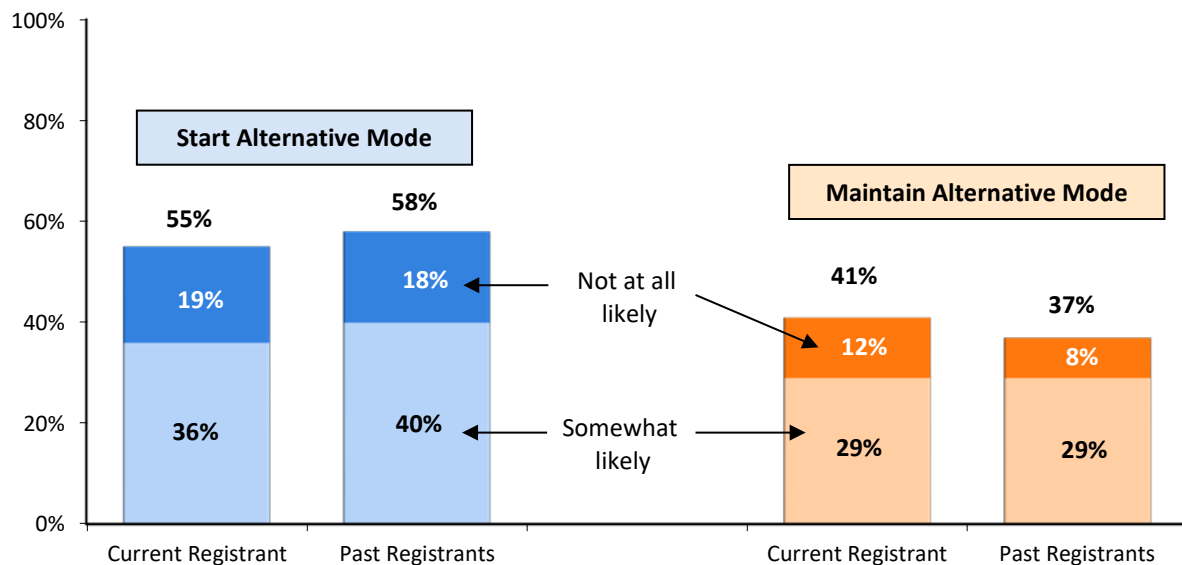 100%
80%
60%
40%
20%
0%
Start Alternative Mode
55%
58%
19%
18%
36%
40%
Not at all
likely
Somewhat
likely
Maintain Alternative Mode
41%
37%
12%
8%
29%
29%
Current Registrant
Past Registrants
Current Registrant
Past Registrants